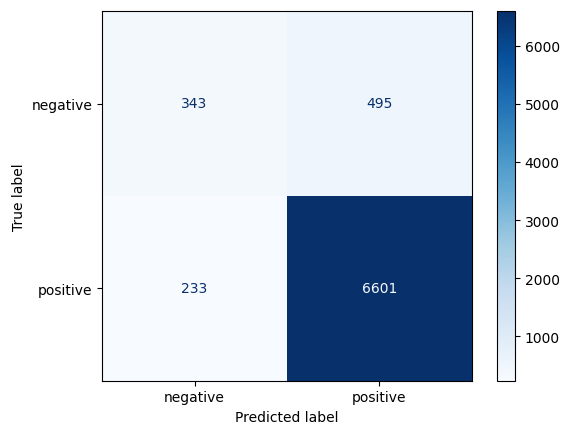 6000
negative
343
495
5000
4000
True label
3000
positive
233
6601
2000
1000
negative
positive
Predicted label